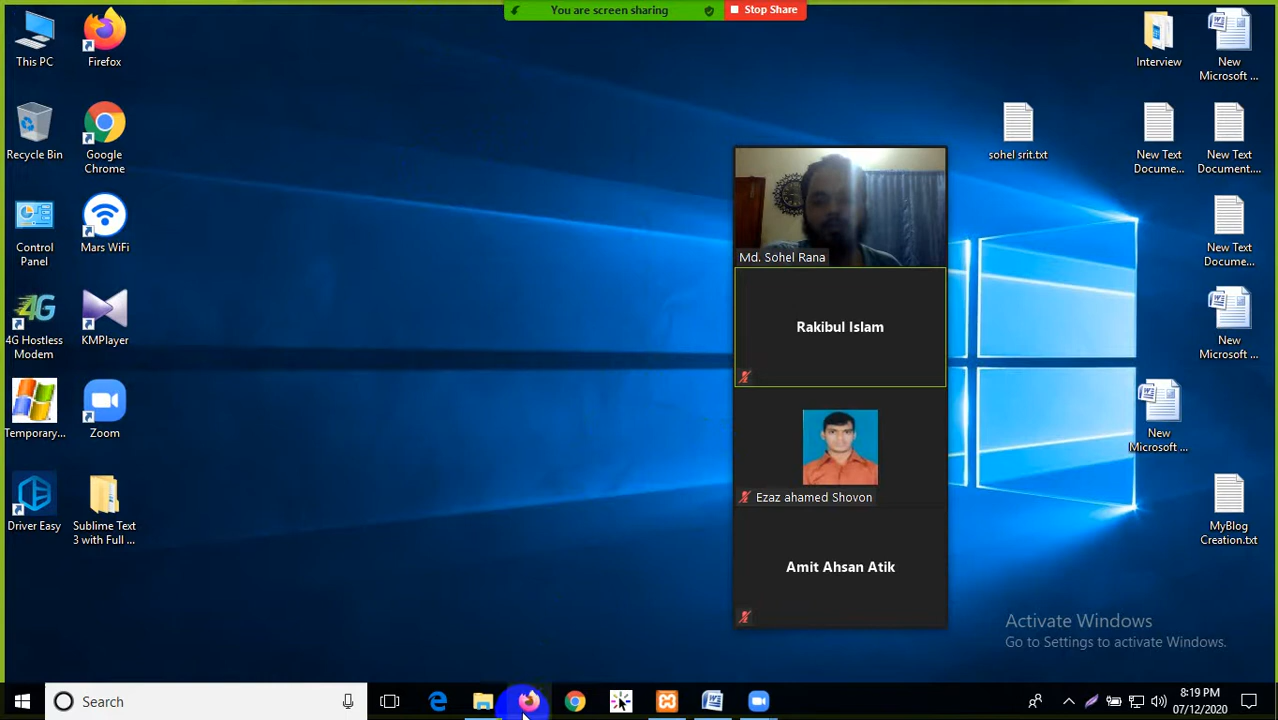 You are screen sharing
Stop Share
This PC
Firefox
Interview
New
Microsoft ...
Recycle Bin
Google
Chrome
sohel srit.txt
New Text
Docume...
New Text
Document....
Control
Panel
Mars WiFi
New Text
Docume...
Md. Sohel Rana
4G Hostless
Modem
KMPlayer
Rakibul Islam
New
Microsoft ...
Temporary...
Zoom
New
Microsoft ...
Ezaz ahamed Shovon
Driver Easy
Sublime Text
3 with Full ...
MyBlog
Creation.txt
Amit Ahsan Atik
Activate Windows
Go to Settings to activate Windows.
Search
8:19 PM
07/12/2020